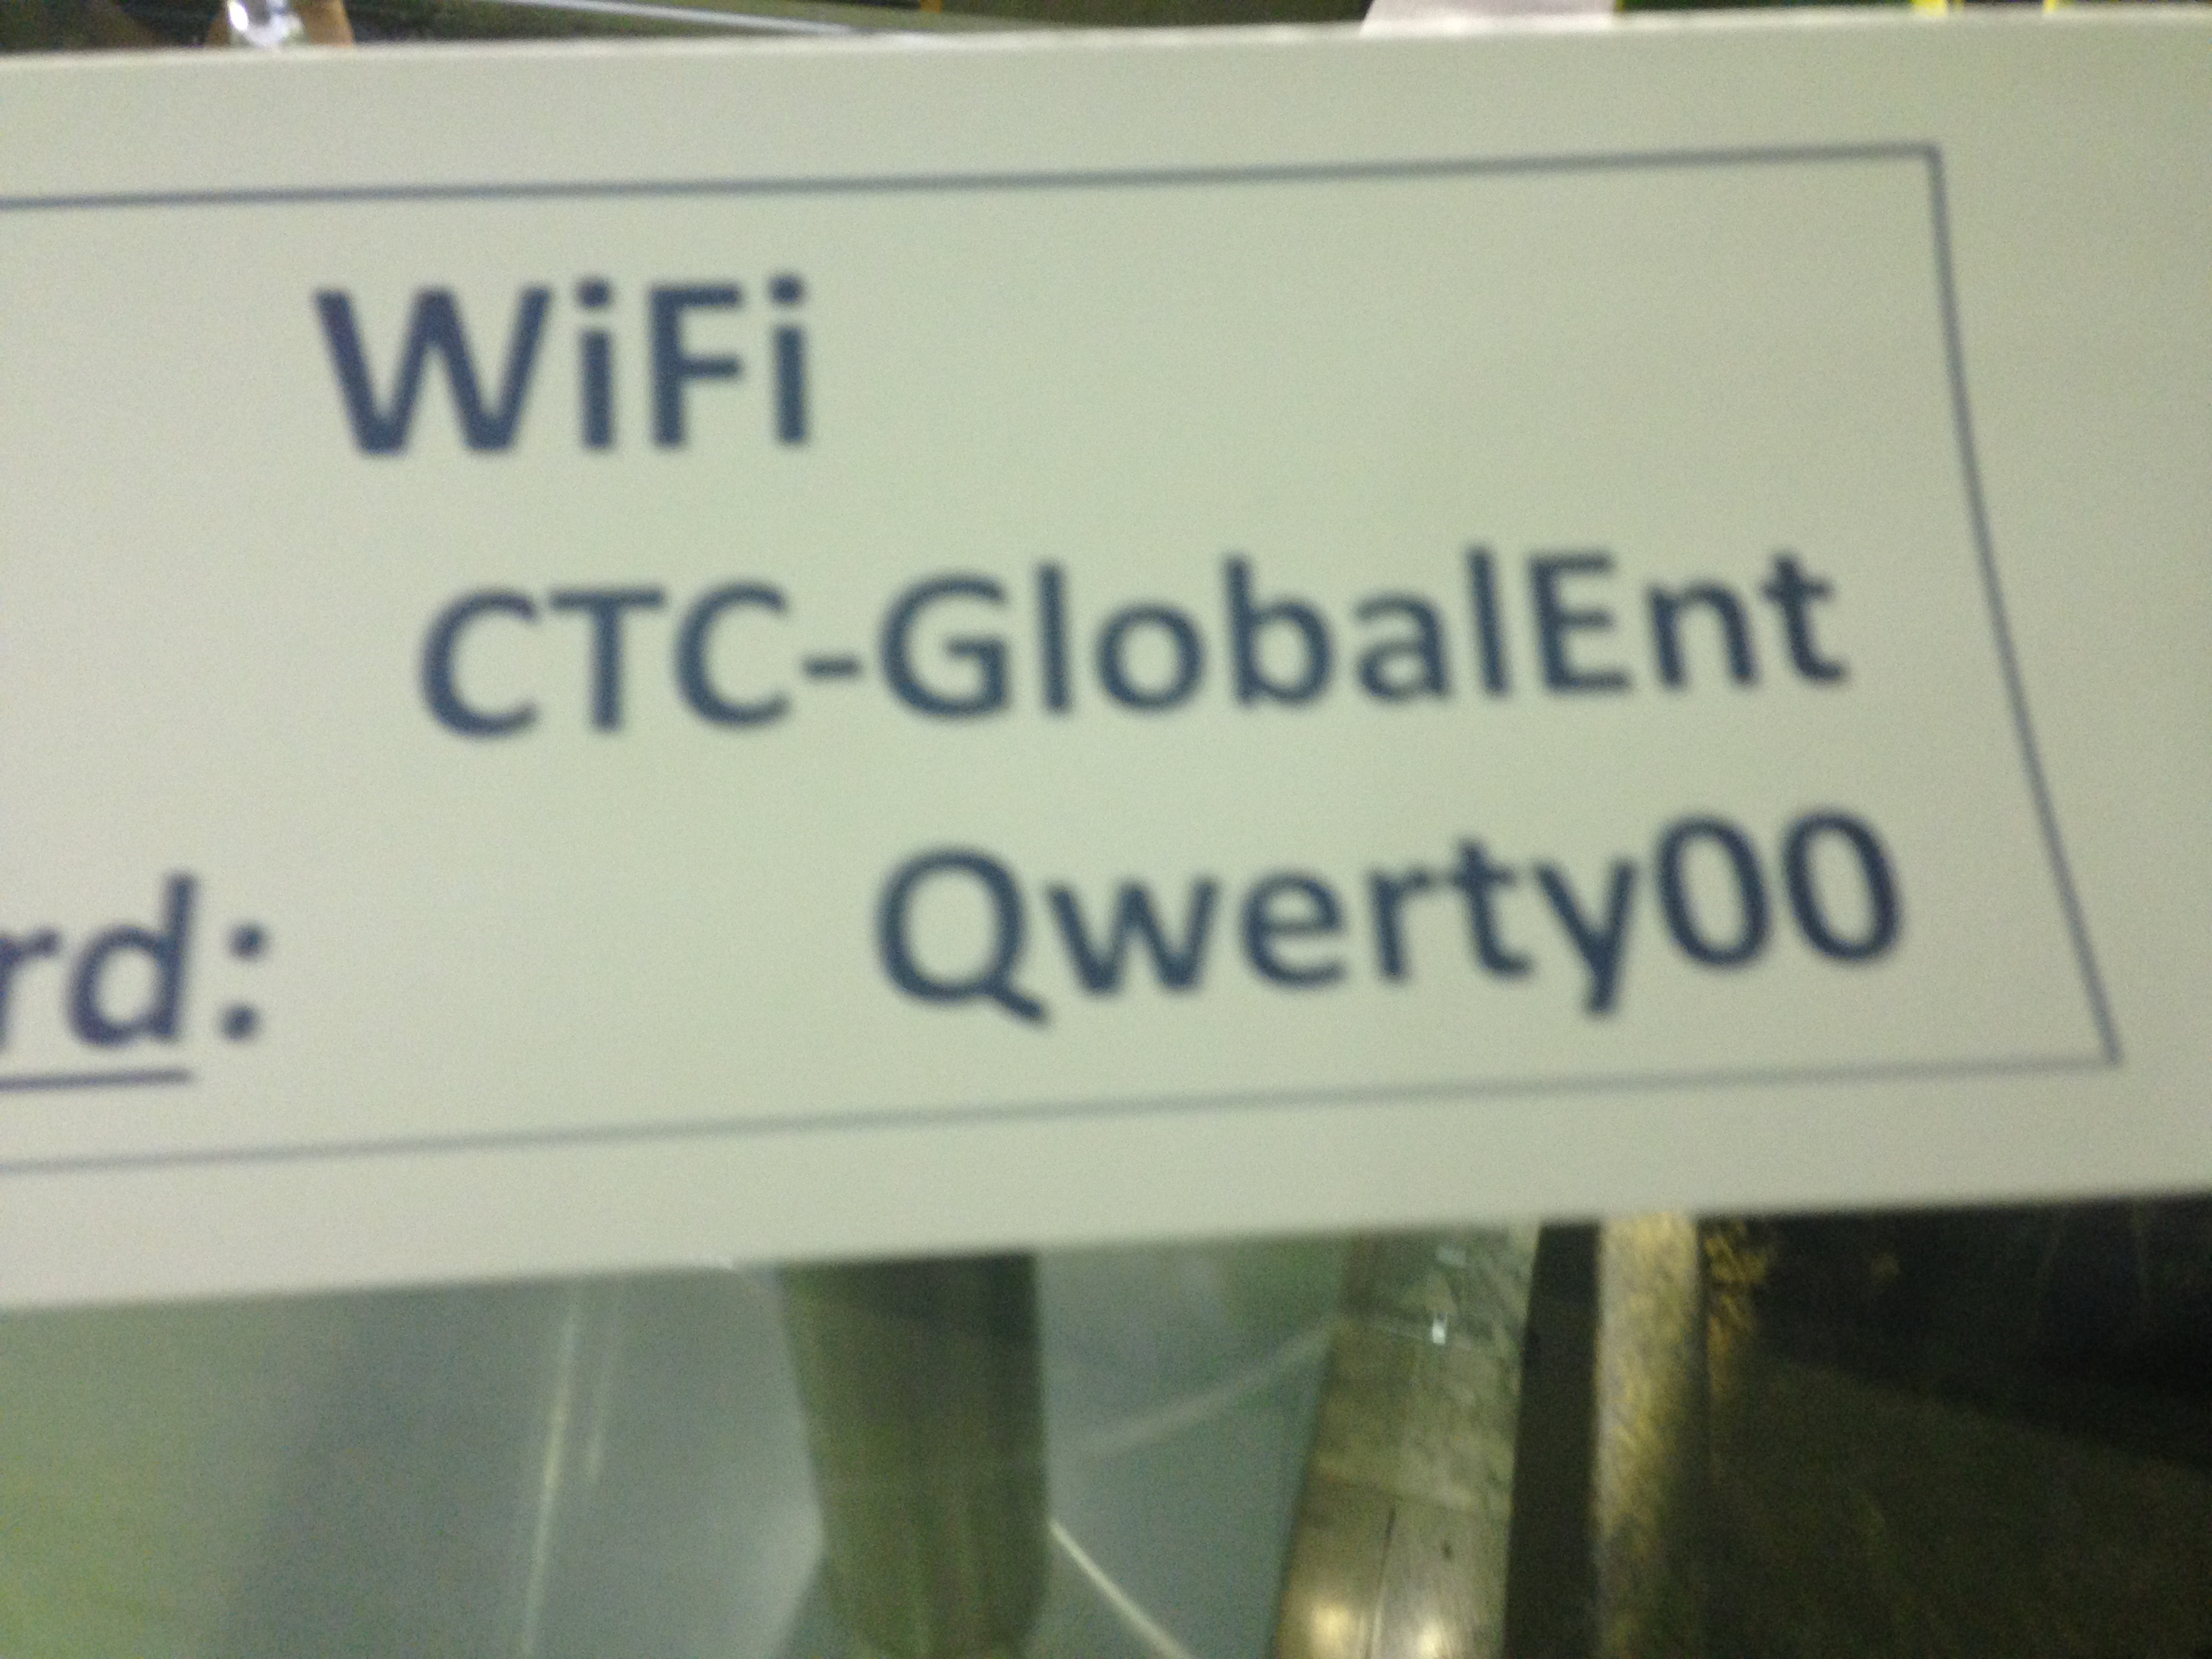 WiFi
CTC-GlobalEnt
rd: Qwerty00